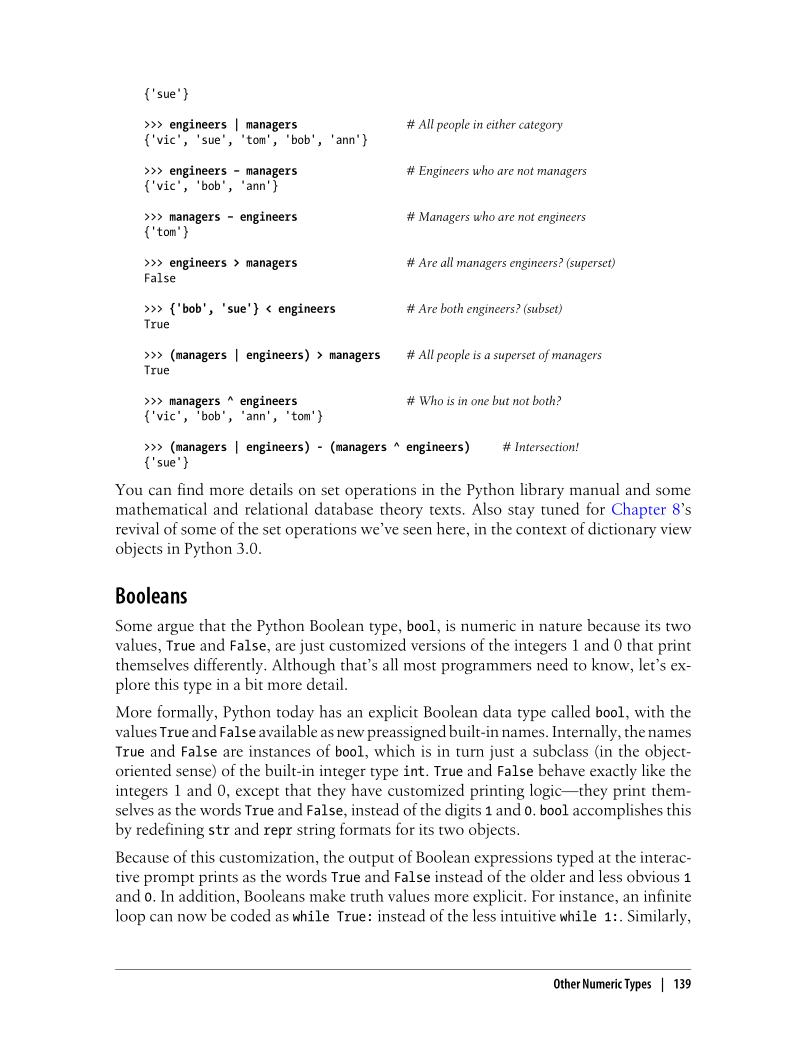 {'sue'}
>>> engineers | managers # All people in either category
{'vic', 'sue', 'tom', 'bob', 'ann'}
>>> engineers – managers # Engineers who are not managers
{'vic', 'bob', 'ann'}
>>> managers – engineers # Managers who are not engineers
{'tom'}
>>> engineers > managers # Are all managers engineers? (superset)
False
>>> {'bob', 'sue'} < engineers # Are both engineers? (subset)
True
>>> (managers | engineers) > managers # All people is a superset of managers
True
>>> managers ^ engineers # Who is in one but not both?
{'vic', 'bob', 'ann', 'tom'}
>>> (managers | engineers) - (managers ^ engineers) # Intersection!
{'sue'}
You can find more details on set operations in the Python library manual and some
mathematical and relational database theory texts. Also stay tuned for Chapter 8’s
revival of some of the set operations we’ve seen here, in the context of dictionary view
objects in Python 3.0.
Booleans
Some argue that the Python Boolean type, bool, is numeric in nature because its two
values, True and False, are just customized versions of the integers 1 and 0 that print
themselves differently. Although that’s all most programmers need to know, let’s ex-
plore this type in a bit more detail.
More formally, Python today has an explicit Boolean data type called bool, with the
values True and False available as new preassigned built-in names. Internally, the names
True and False are instances of bool, which is in turn just a subclass (in the object-
oriented sense) of the built-in integer type int. True and False behave exactly like the
integers 1 and 0, except that they have customized printing logic—they print them-
selves as the words True and False, instead of the digits 1 and 0. bool accomplishes this
by redefining str and repr string formats for its two objects.
Because of this customization, the output of Boolean expressions typed at the interac-
tive prompt prints as the words True and False instead of the older and less obvious 1
and 0. In addition, Booleans make truth values more explicit. For instance, an infinite
loop can now be coded as while True: instead of the less intuitive while 1:. Similarly,
Other Numeric Types | 139